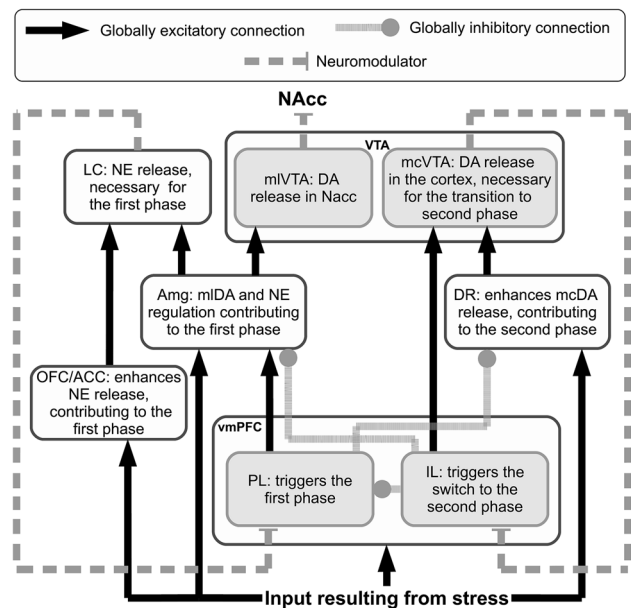 Globally excitatory connection
Globally inhibitory connection
Neuromodulator
NAcc
VTA
LC: NE release,
necessary for
the first phase
mlVTA: DA
release in Nacc
mcVTA: DA release
in the cortex, necessary
for the transition to
second phase
Amg: mlDA and NE
regulation contributing
to the first phase
DR: enhances mcDA
release, contributing
to the second phase
OFC/ACC: enhances
NE release,
contributing to the
first phase
vmPFC
PL: triggers the
first phase
IL: triggers the
switch to the
second phase
Input resulting from stress